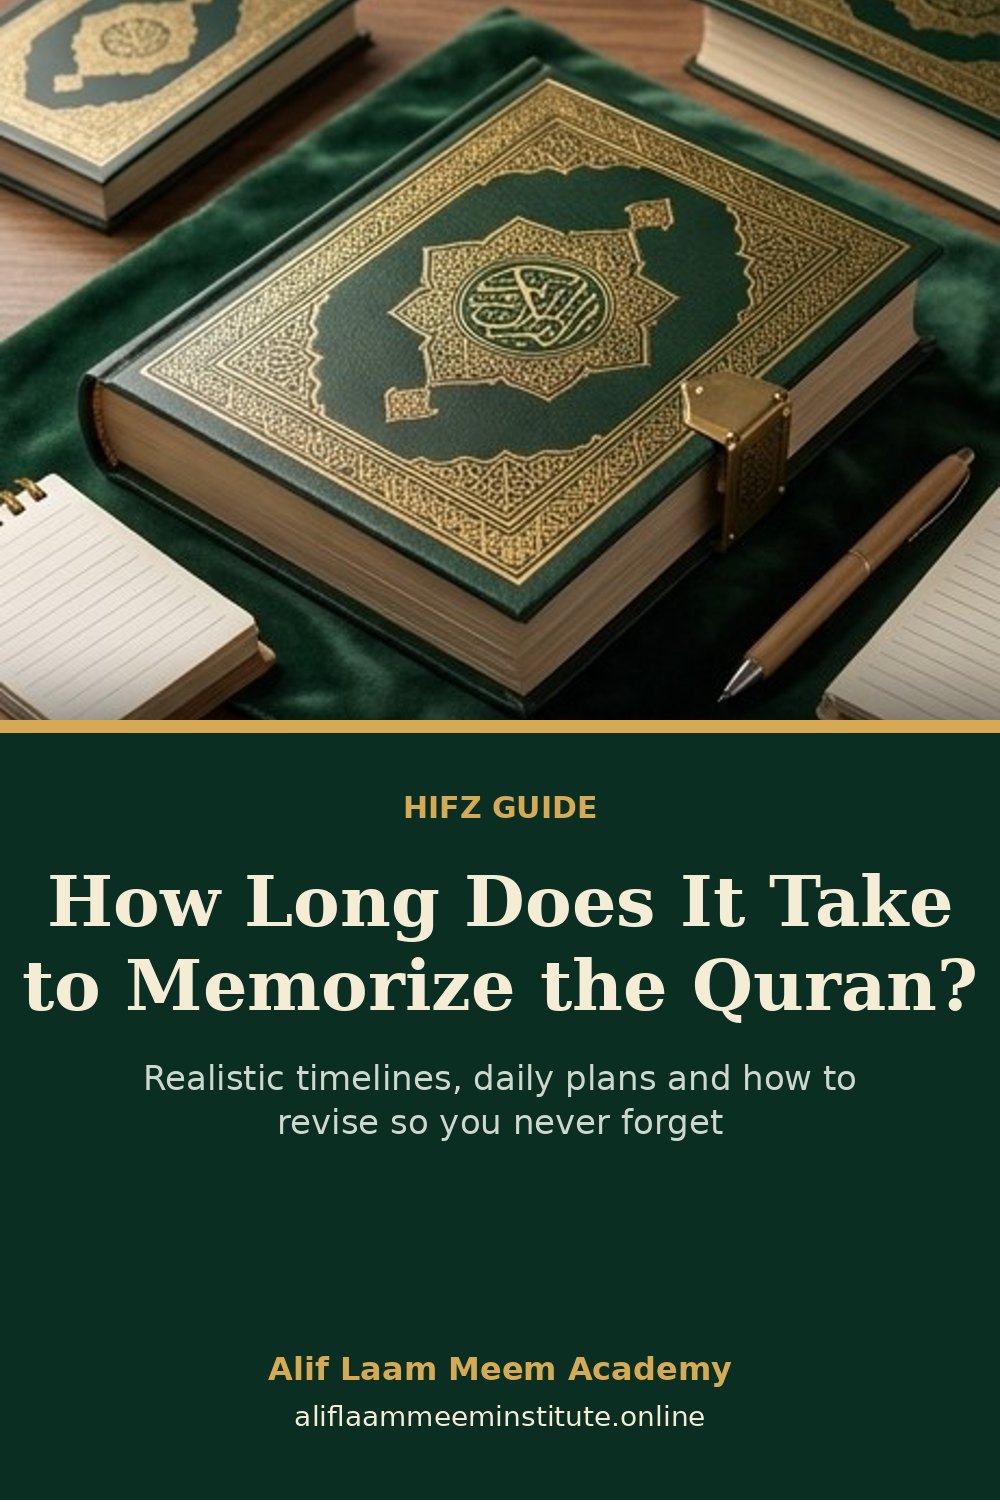 HIFZ GUIDE
How Long Does It Take
to Memorize the Quran?
Realistic timelines, daily plans and how to
revise so you never forget
Alif Laam Meem Academy
aliflaammeeminstitute.online